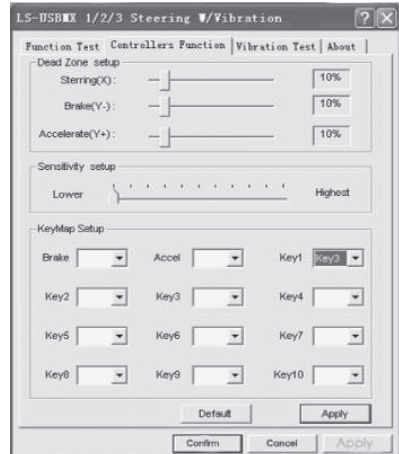 LS-USBMX 1/2/3 Steering W/Vibration
Function Test Controllers Function Vibration Test About
Dead Zone setup
Sterring(X): 10%
Brake(Y-): 10%
Accelerate(Y+): 10%
Sensitivity setup
Lower Highest
KeyMap Setup
Brake Accel Key1 Key3
Key2 Key3 Key4
Key5 Key6 Key7
Key8 Key9 Key10
Default Apply
Confirm Cancel Apply